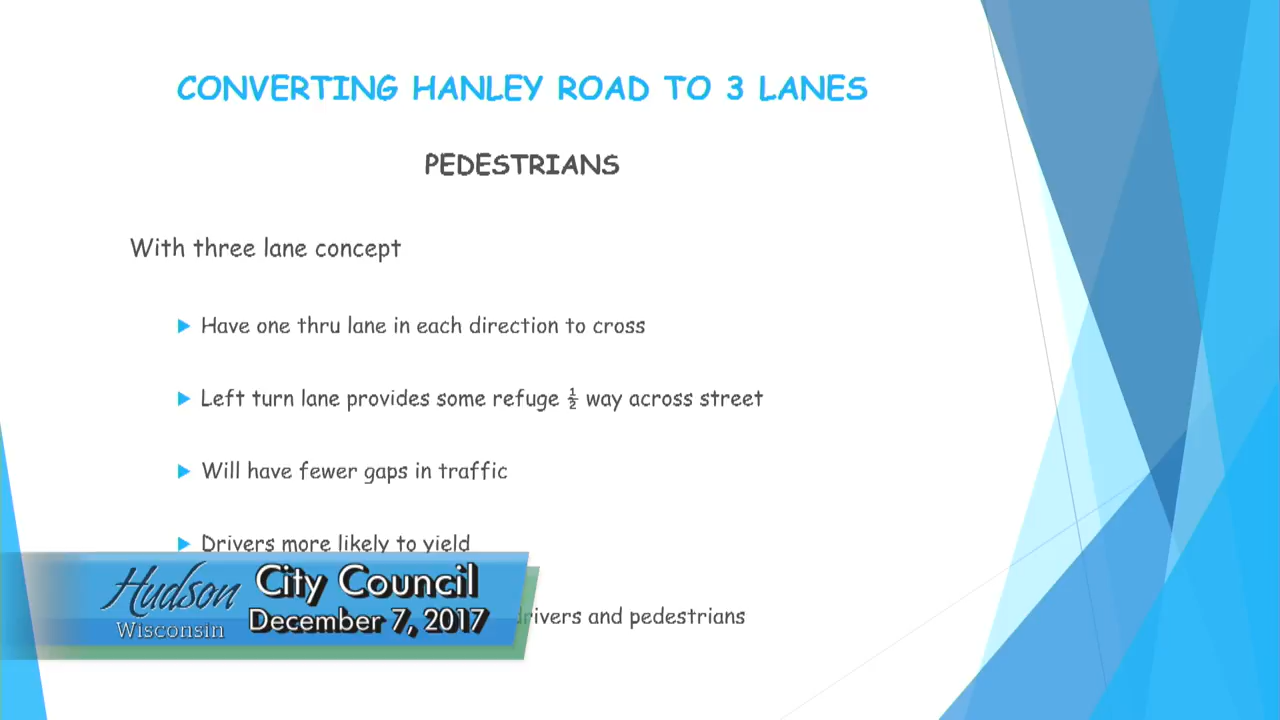 CONVERTING HANLEY ROAD TO 3 LANES
PEDESTRIANS
With three lane concept
Have one thru lane in each direction to cross
Left turn lane provides some refuge ½ way across street
Will have fewer gaps in traffic
Drivers more likely to yield
drivers and pedestrians
Hudson
Wisconsin
City Council
December 7, 2017